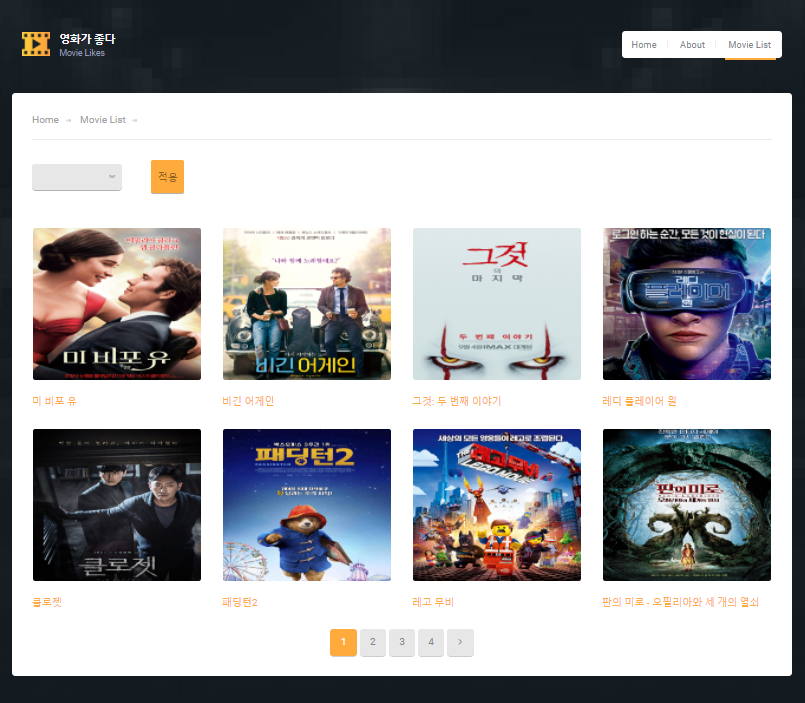 영화가 좋다
Movie Likes
Home
About
Movie List
Home
Movie List
적용
미 비포 유
비긴 어게인
그것
의
마지막
두 번째 이야기
로그인 하는 순간, 모든 것이 현실이 된다
레디
플레이어
원
미 비포 유
비긴 어게인
그것: 두 번째 이야기
레디 플레이어 원
클로젯
패딩턴2
세상의 모든 영웅들이 레고로 조립된다
THE
레고 무비
판의 미로
클로젯
패딩턴2
레고 무비
판의 미로 - 오필리아와 세 개의 열쇠
1
2
3
4
>